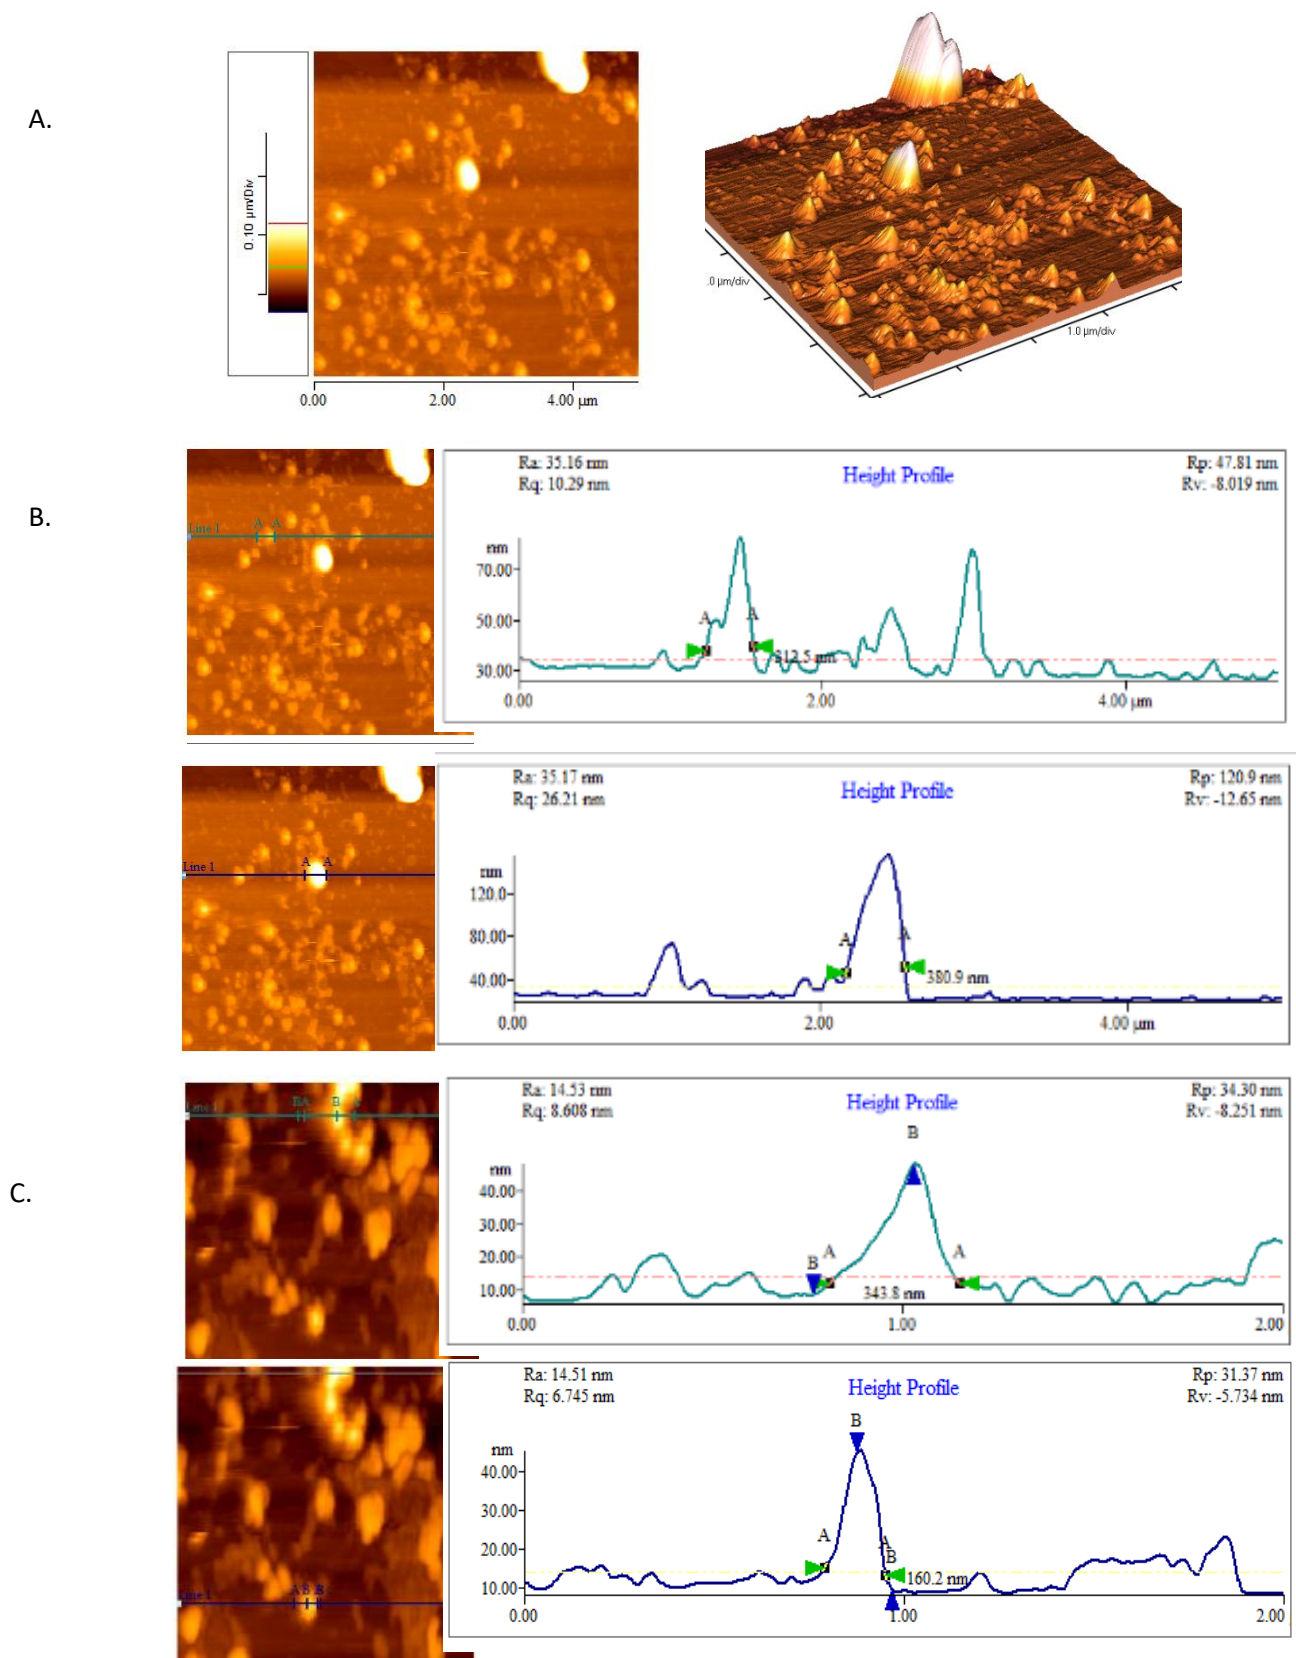 A.
0.10 µm/Div
0.00 2.00 4.00 µm
.0 µm/div
1.0 µm/div
B.
Line 1 A A
Ra: 35.16 nm
Rq: 10.29 nm
Height Profile
Rp: 47.81 nm
Rv: -8.019 nm
nm
70.00
50.00
30.00
A A
312.5 nm
0.00 2.00 4.00 µm
Line 1 A A
Ra: 35.17 nm
Rq: 26.21 nm
Height Profile
Rp: 120.9 nm
Rv: -12.65 nm
nm
120.0
80.00
40.00
A A
380.9 nm
0.00 2.00 4.00 µm
C.
Line 1 BA B A
Ra: 14.53 nm
Rq: 8.608 nm
Height Profile
Rp: 34.30 nm
Rv: -8.251 nm
B
nm
40.00
30.00
20.00
10.00
B A A
343.8 nm
0.00 1.00 2.00
Line 1 A B B
Ra: 14.51 nm
Rq: 6.745 nm
Height Profile
Rp: 31.37 nm
Rv: -5.734 nm
B
nm
40.00
30.00
20.00
10.00
A A
B
160.2 nm
0.00 1.00 2.00